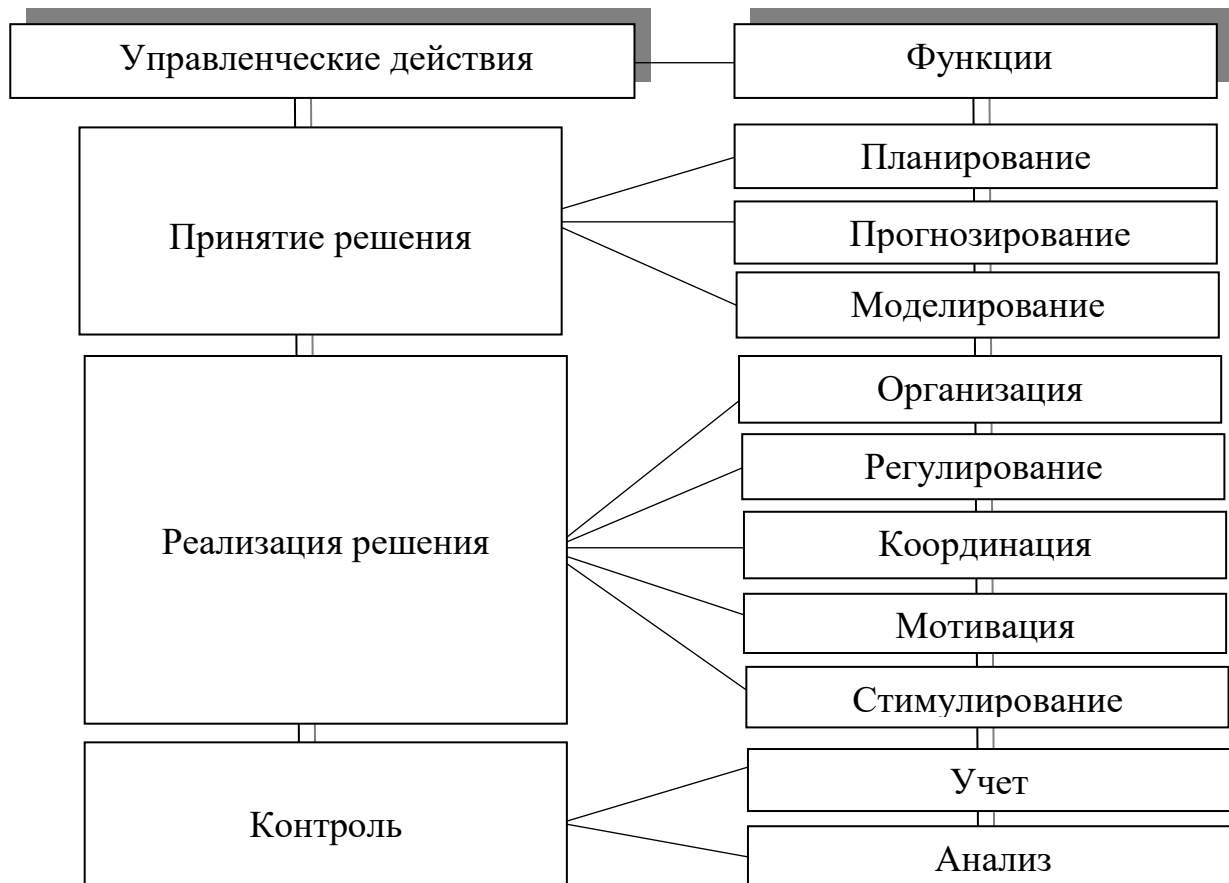 Управленческие действия
Функции
Принятие решения
Планирование
Прогнозирование
Моделирование
Реализация решения
Организация
Регулирование
Координация
Мотивация
Стимулирование
Контроль
Учет
Анализ